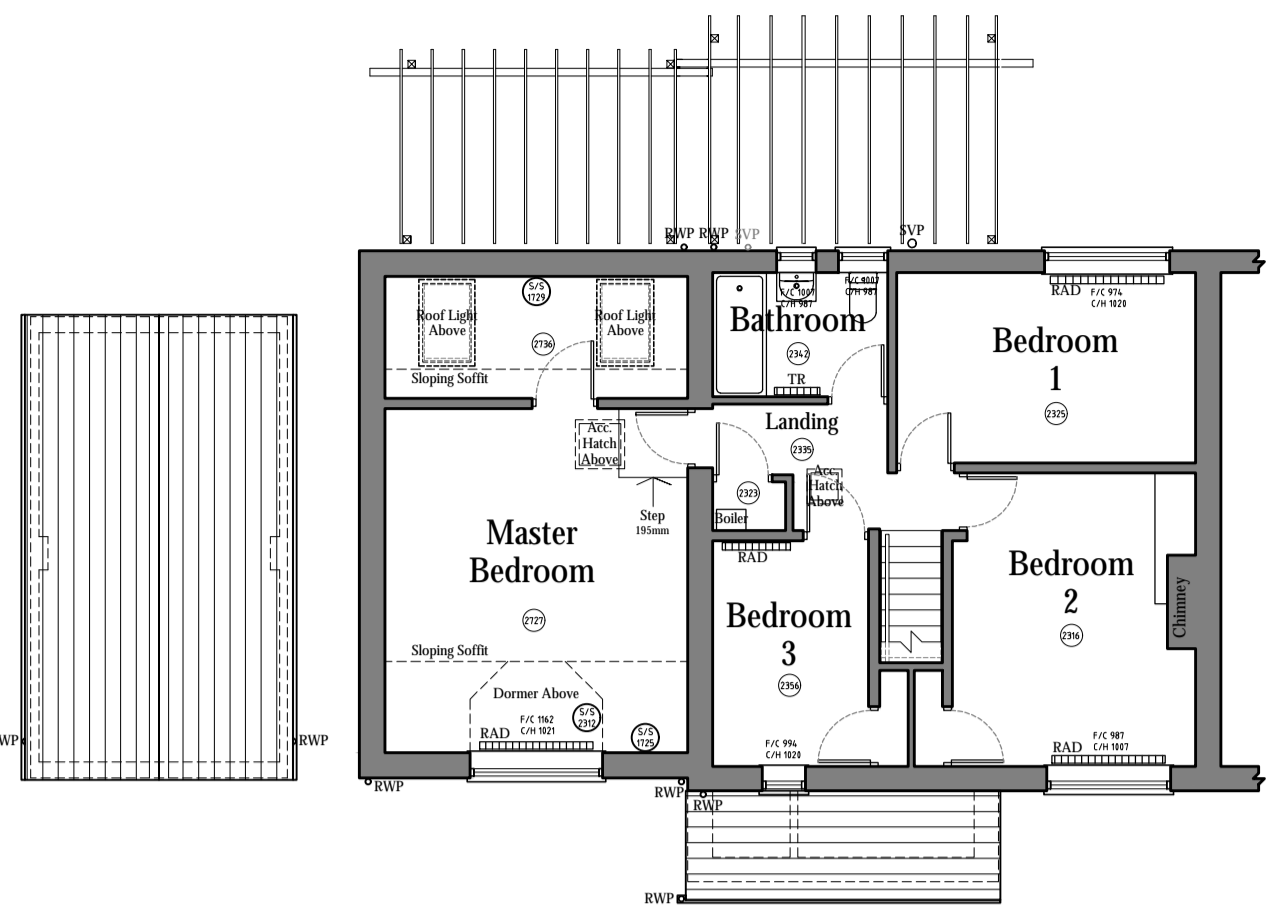 RWP RWP SVP
SVP
S/S
1729
Roof Light
Above
Roof Light
Above
2736
Sloping Soffit
F/C 1007
C/H 987
F/C 1007
C/H 987
Bathroom
2342
TR
RAD
F/C 974
C/H 1020
Bedroom
1
2325
Landing
2335
Acc.
Hatch
Above
Acc.
Hatch
Above
2323
Boiler
Step
195mm
Master
Bedroom
2727
RAD
Bedroom
3
2356
Bedroom
2
2316
Chimney
Sloping Soffit
Dormer Above
S/S
2312
S/S
1725
RAD
F/C 1162
C/H 1021
F/C 994
C/H 1020
RAD
F/C 987
C/H 1007
WP
RWP
RWP
RWP
RWP
RWP